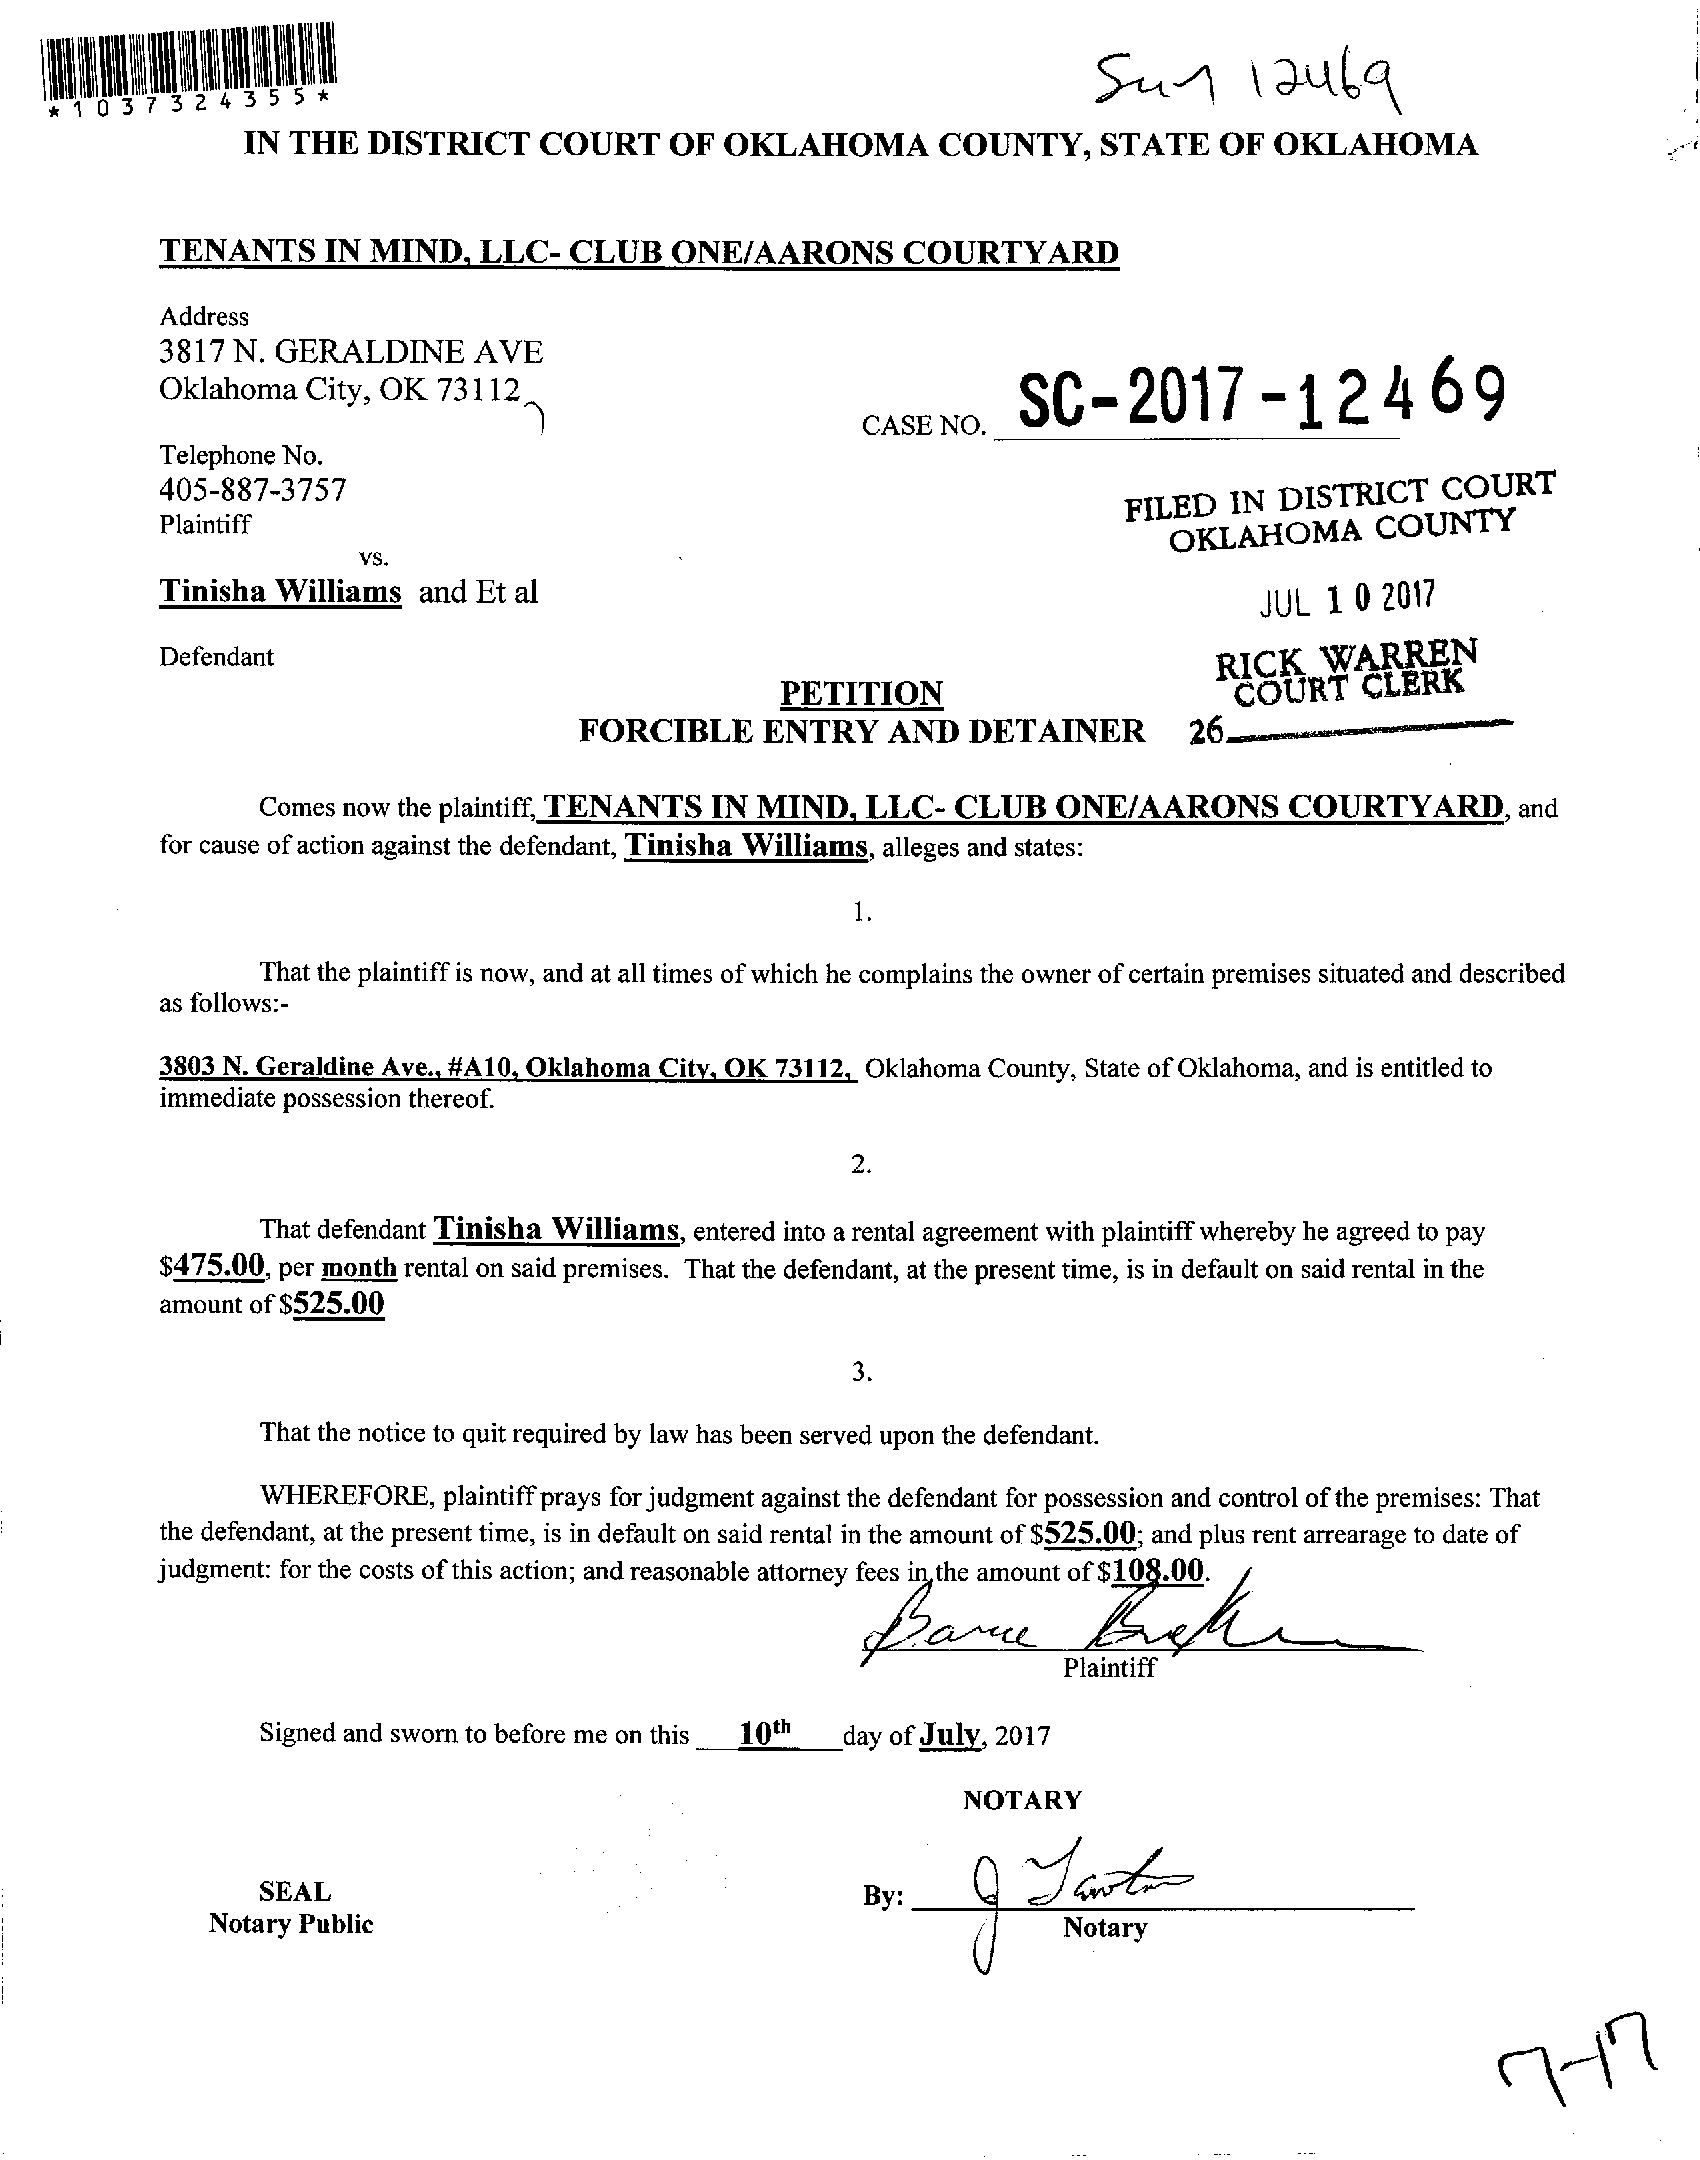 *1037324355*
12469
IN THE DISTRICT COURT OF OKLAHOMA COUNTY, STATE OF OKLAHOMA
TENANTS IN MIND, LLC- CLUB ONE/AARONS COURTYARD
Address
3817 N. GERALDINE AVE
Oklahoma City, OK 73112
CASE NO. SC-2017-12469
Telephone No.
405-887-3757
Plaintiff
FILED IN DISTRICT COURT
OKLAHOMA COUNTY
vs.
Tinisha Williams and Et al
JUL 10 2017
Defendant
RICK WARREN
COURT CLERK
PETITION
FORCIBLE ENTRY AND DETAINER
26
Comes now the plaintiff, TENANTS IN MIND, LLC- CLUB ONE/AARONS COURTYARD, and
for cause of action against the defendant, Tinisha Williams, alleges and states:
1.
That the plaintiff is now, and at all times of which he complains the owner of certain premises situated and described
as follows:-
3803 N. Geraldine Ave., #A10, Oklahoma City, OK 73112, Oklahoma County, State of Oklahoma, and is entitled to
immediate possession thereof.
2.
That defendant Tinisha Williams, entered into a rental agreement with plaintiff whereby he agreed to pay
$475.00, per month rental on said premises. That the defendant, at the present time, is in default on said rental in the
amount of $525.00
3.
That the notice to quit required by law has been served upon the defendant.
WHEREFORE, plaintiff prays for judgment against the defendant for possession and control of the premises: That
the defendant, at the present time, is in default on said rental in the amount of $525.00; and plus rent arrearage to date of
judgment: for the costs of this action; and reasonable attorney fees in the amount of $108.00.
Plaintiff
Signed and sworn to before me on this 10th day of July, 2017
NOTARY
SEAL
Notary Public
By:
Notary
7-17